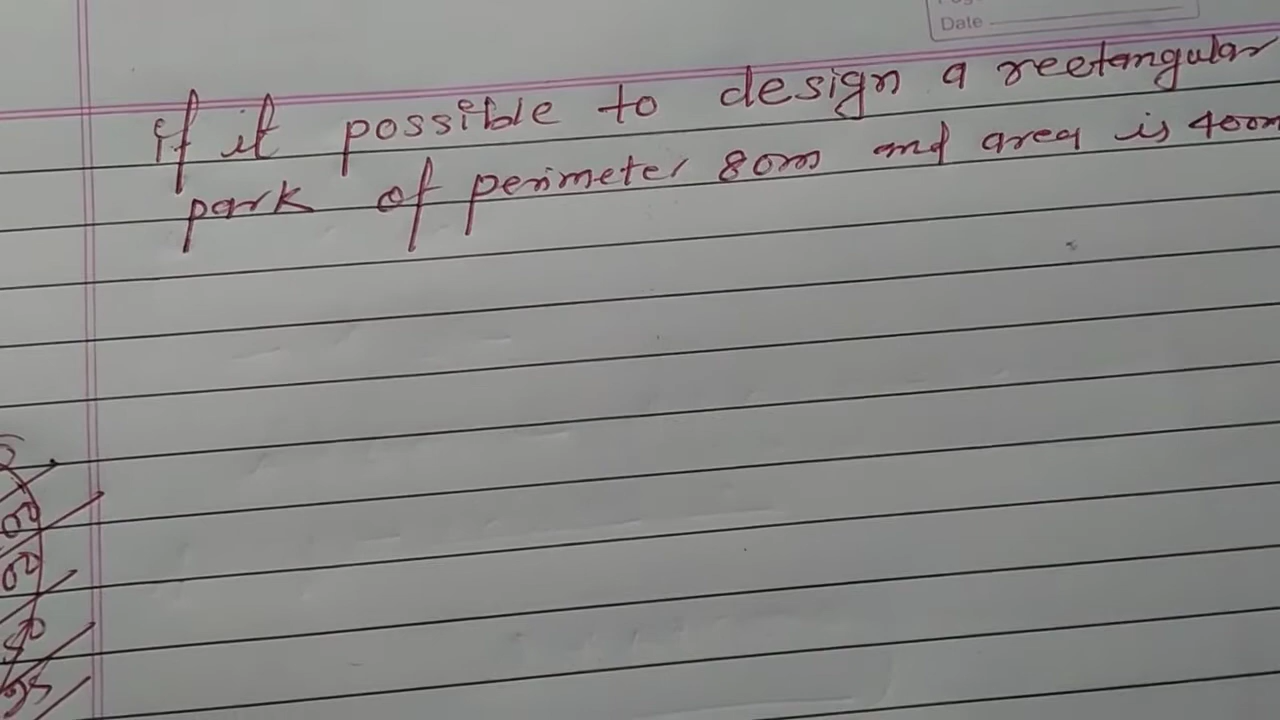 Date
if it possible to design a rectangular
park of perimeter 80m and area is 400m